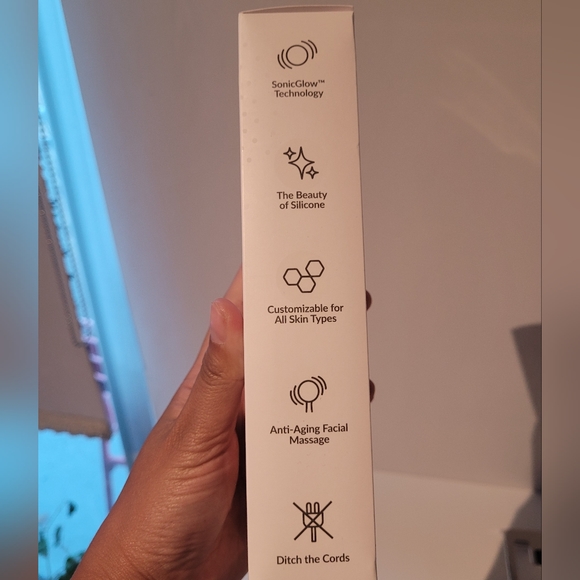 SonicGlow™
Technology
The Beauty
of Silicone
Customizable for
All Skin Types
Anti-Aging Facial
Massage
Ditch the Cords